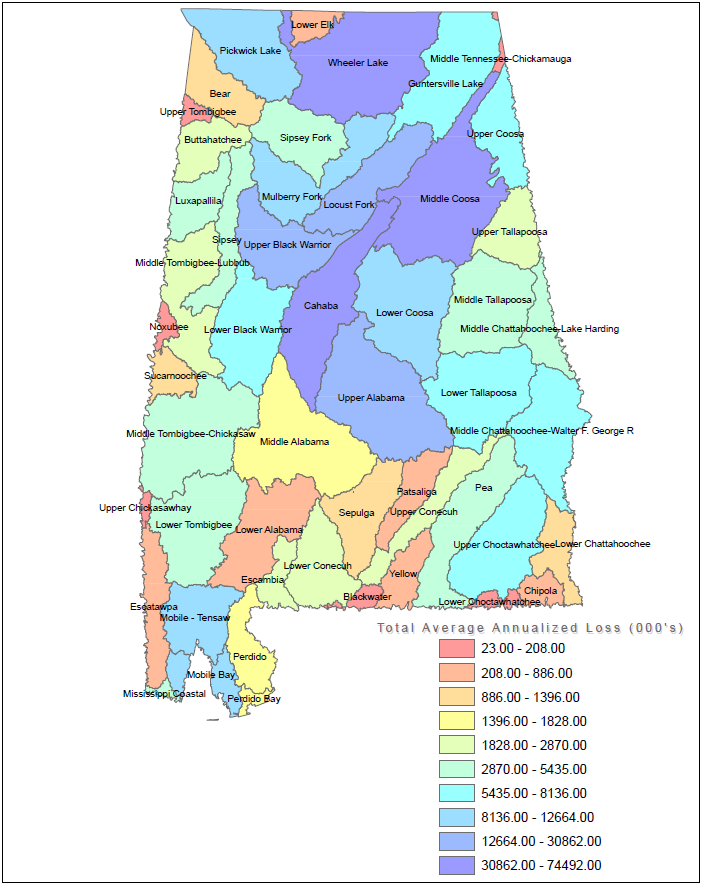 Lower Elk
Pickwick Lake
Wheeler Lake
Middle Tennessee-Chickamauga
Guntersville Lake
Bear
Upper Tombigbee
Buttahatchee
Sipsey Fork
Upper Coosa
Mulberry Fork
Locust Fork
Middle Coosa
Luxapallila
Upper Tallapoosa
Sipsey
Upper Black Warrior
Middle Tombigbee-Lubbub
Cahaba
Lower Coosa
Middle Tallapoosa
Noxubee
Lower Black Warrior
Middle Chattahoochee-Lake Harding
Sucarnoochee
Upper Alabama
Lower Tallapoosa
Middle Tombigbee-Chickasaw
Middle Alabama
Middle Chattahoochee-Walter F. George R
Patsaliga
Pea
Upper Chickasawhay
Sepulga
Upper Conecuh
Lower Tombigbee
Lower Alabama
Upper Choctawhatchee
Lower Chattahoochee
Lower Conecuh
Yellow
Escambia
Chipola
Blackwater
Lower Choctawhatchee
Escatawpa
Mobile - Tensaw
Perdido
Mobile Bay
Mississippi Coastal
Perdido Bay
Total Average Annualized Loss (000's)
23.00 - 208.00
208.00 - 886.00
886.00 - 1396.00
1396.00 - 1828.00
1828.00 - 2870.00
2870.00 - 5435.00
5435.00 - 8136.00
8136.00 - 12664.00
12664.00 - 30862.00
30862.00 - 74492.00